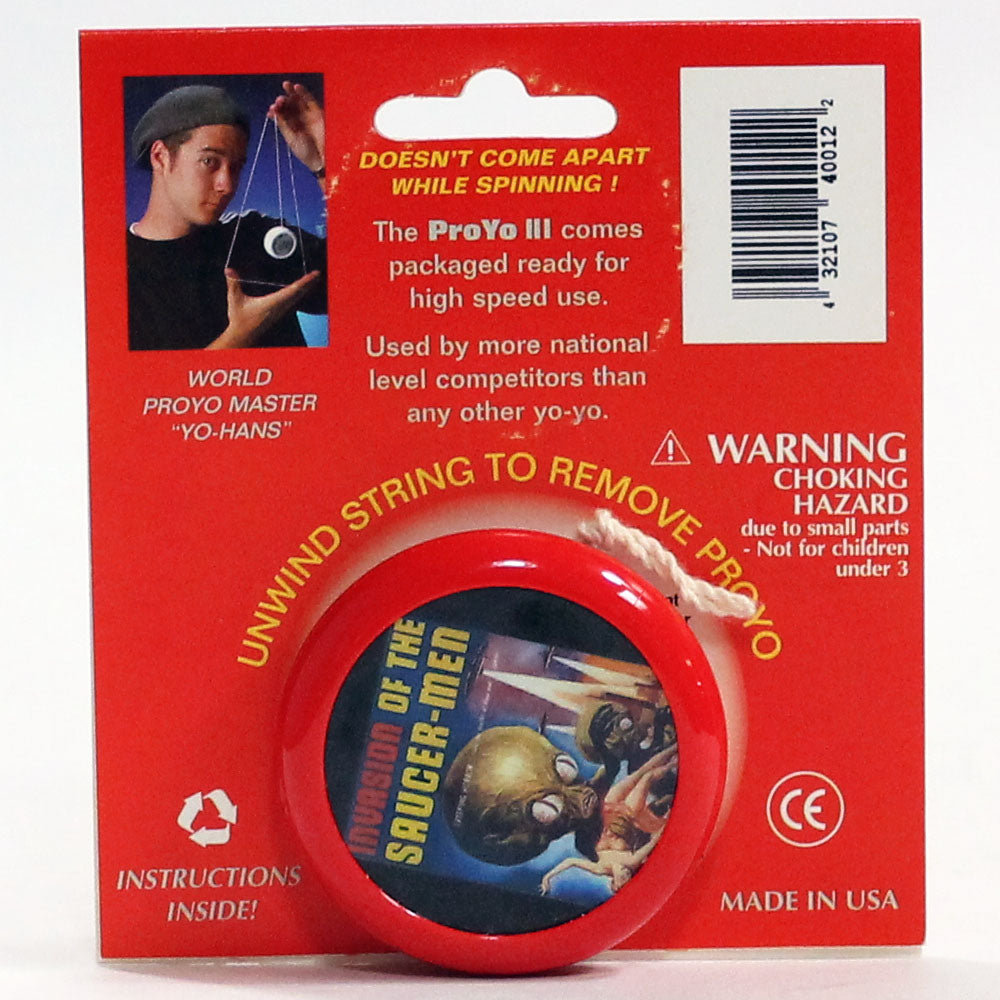 DOESN'T COME APART
WHILE SPINNING !
The ProYo III comes
packaged ready for
high speed use.
Used by more national
level competitors than
any other yo-yo.
WORLD
PROYO MASTER
"YO-HANS"
4 32107 40012 2
WARNING
CHOKING
HAZARD
due to small parts
- Not for children
under 3
UNWIND STRING TO REMOVE PROYO
INVASION OF THE
SAUCER-MEN
INSTRUCTIONS
INSIDE!
CE
MADE IN USA